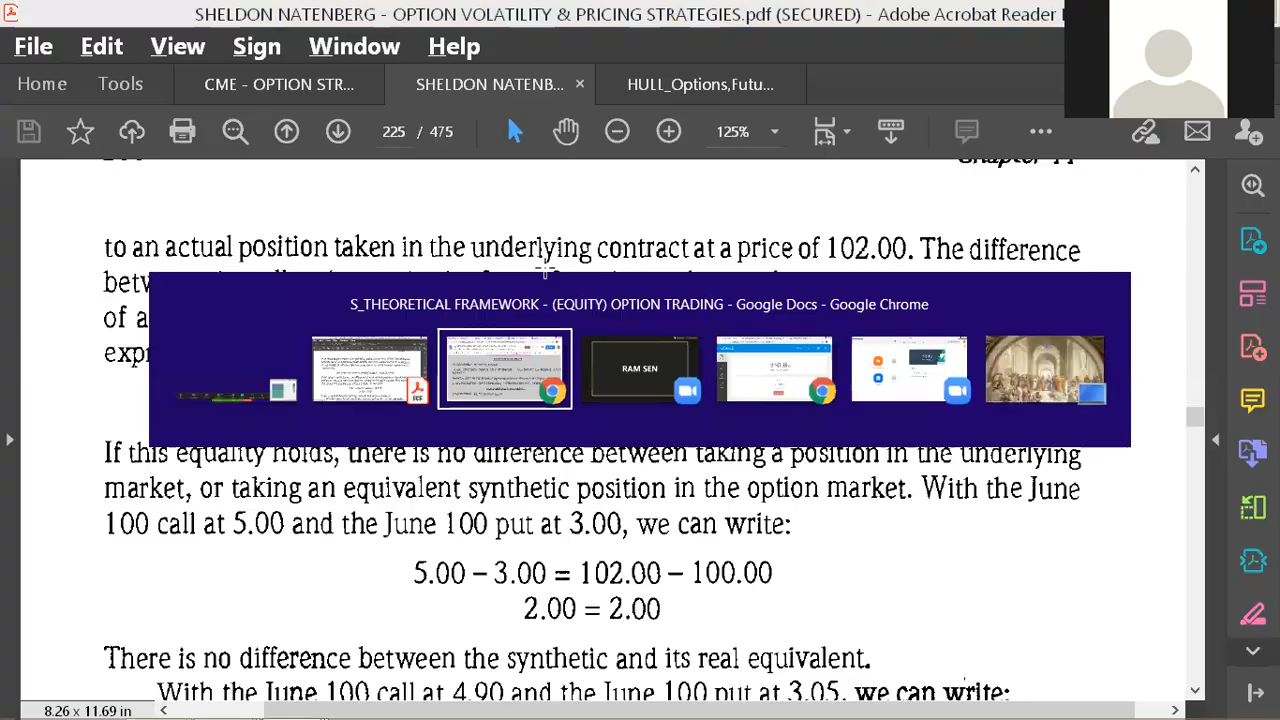 SHELDON NATENBERG - OPTION VOLATILITY & PRICING STRATEGIES.pdf (SECURED) - Adobe Acrobat Reader
File Edit View Sign Window Help
Home Tools CME - OPTION STR... SHELDON NATENB... × HULL_Options,Futu...
225 / 475 125%
to an actual position taken in the underlying contract at a price of 102.00. The difference
S_THEORETICAL FRAMEWORK - (EQUITY) OPTION TRADING - Google Docs - Google Chrome
of a
RAM SEN
If this equality holds, there is no difference between taking a position in the underlying
market, or taking an equivalent synthetic position in the option market. With the June
100 call at 5.00 and the June 100 put at 3.00, we can write:
5.00 – 3.00 = 102.00 – 100.00
2.00 = 2.00
There is no difference between the synthetic and its real equivalent.
With the June 100 call at 4.90 and the June 100 put at 3.05, we can write:
8.26 x 11.69 in